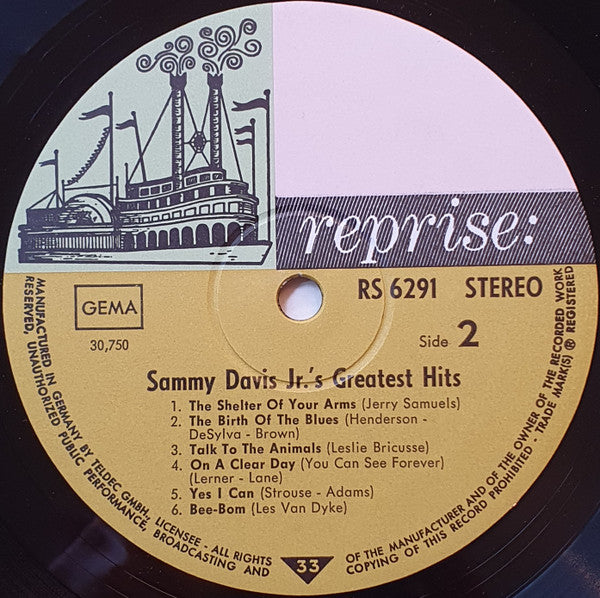 reprise:
GEMA
RS 6291 STEREO
30,750
Side 2
Sammy Davis Jr.'s Greatest Hits
1. The Shelter Of Your Arms (Jerry Samuels)
2. The Birth Of The Blues (Henderson -
DeSylva - Brown)
3. Talk To The Animals (Leslie Bricusse)
4. On A Clear Day (You Can See Forever)
(Lerner - Lane)
5. Yes I Can (Strouse - Adams)
6. Bee-Bom (Les Van Dyke)
33
MANUFACTURED IN GERMANY BY TELDEC GMBH., LICENSEE - ALL RIGHTS
RESERVED, UNAUTHORIZED PUBLIC PERFORMANCE, BROADCASTING AND
OF THE MANUFACTURER AND OF THE OWNER OF THE RECORDED WORK
COPYING OF THIS RECORD PROHIBITED - TRADE MARK(S) ® REGISTERED